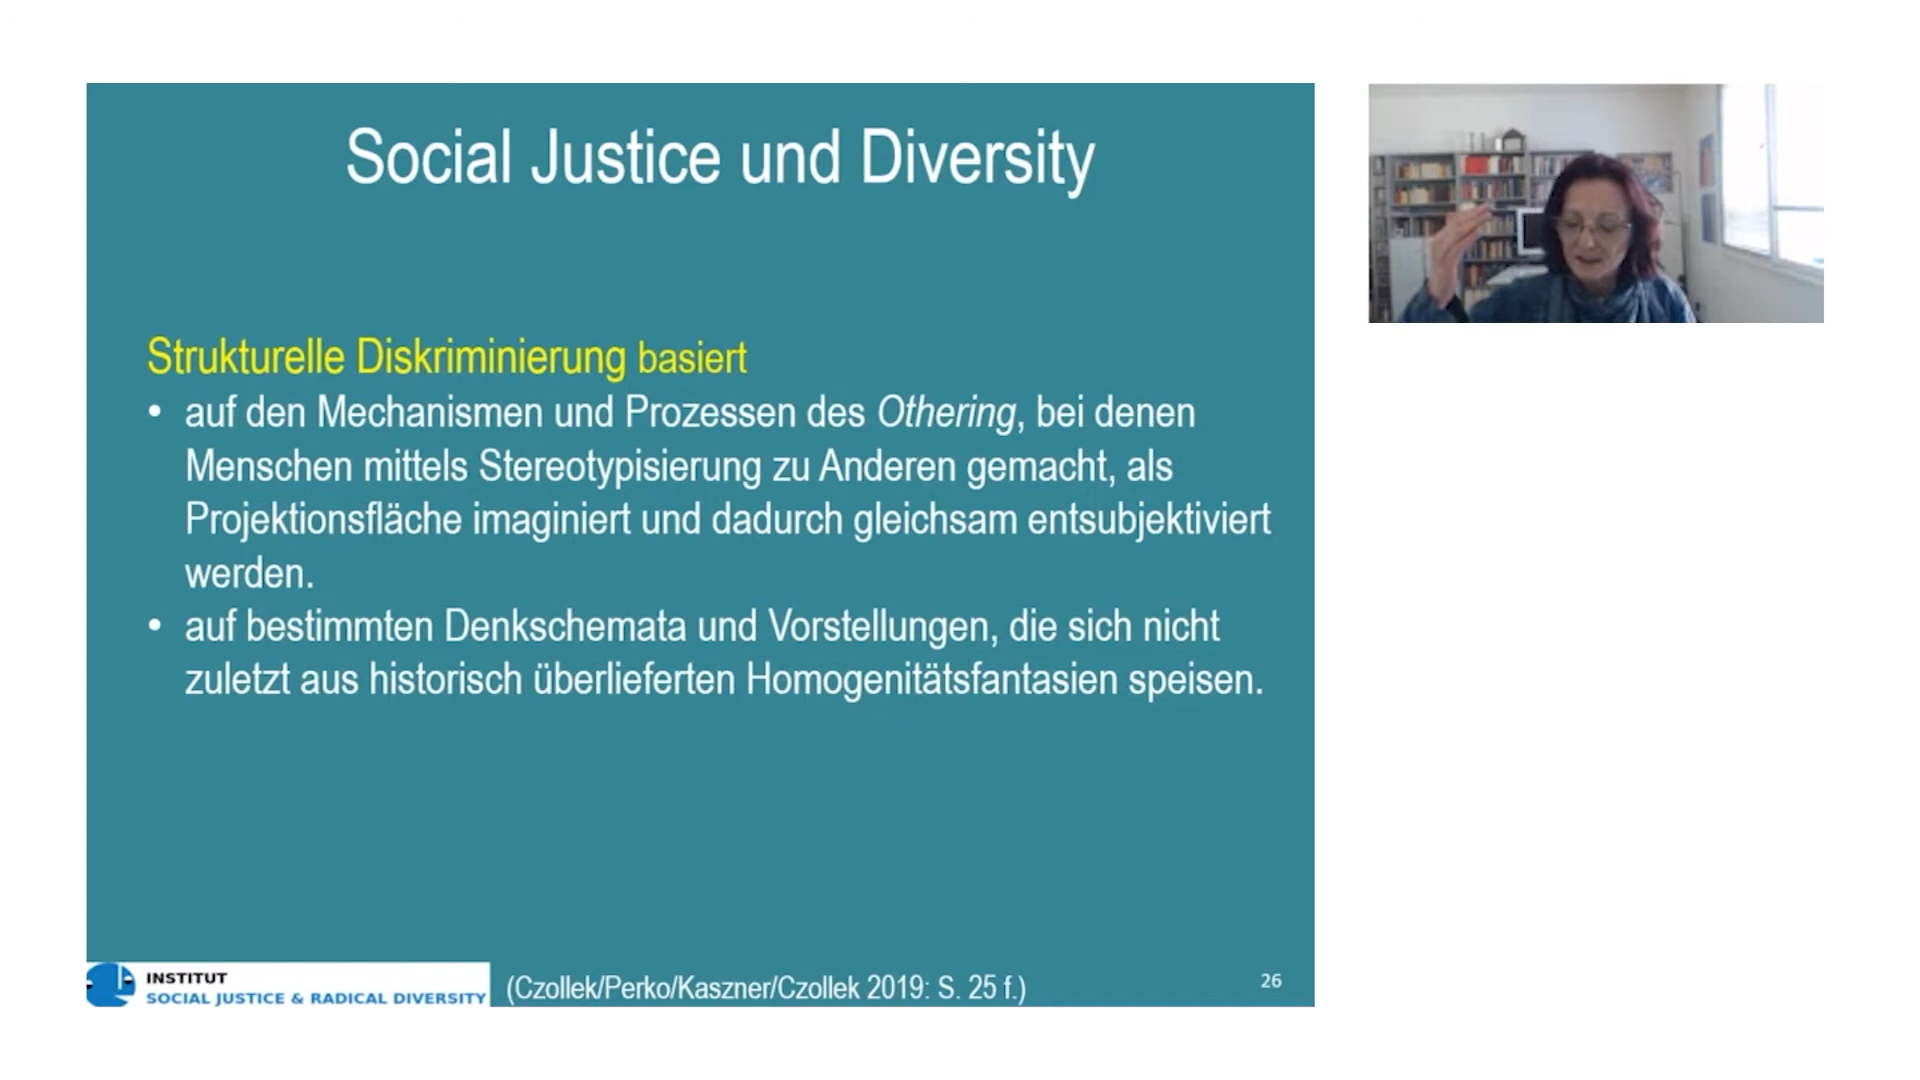 Social Justice und Diversity
Strukturelle Diskriminierung basiert
• auf den Mechanismen und Prozessen des Othering, bei denen
Menschen mittels Stereotypisierung zu Anderen gemacht, als
Projektionsfläche imaginiert und dadurch gleichsam entsubjektiviert
werden.
• auf bestimmten Denkschemata und Vorstellungen, die sich nicht
zuletzt aus historisch überlieferten Homogenitätsfantasien speisen.
INSTITUT
SOCIAL JUSTICE & RADICAL DIVERSITY
(Czollek/Perko/Kaszner/Czollek 2019: S. 25 f.)
26